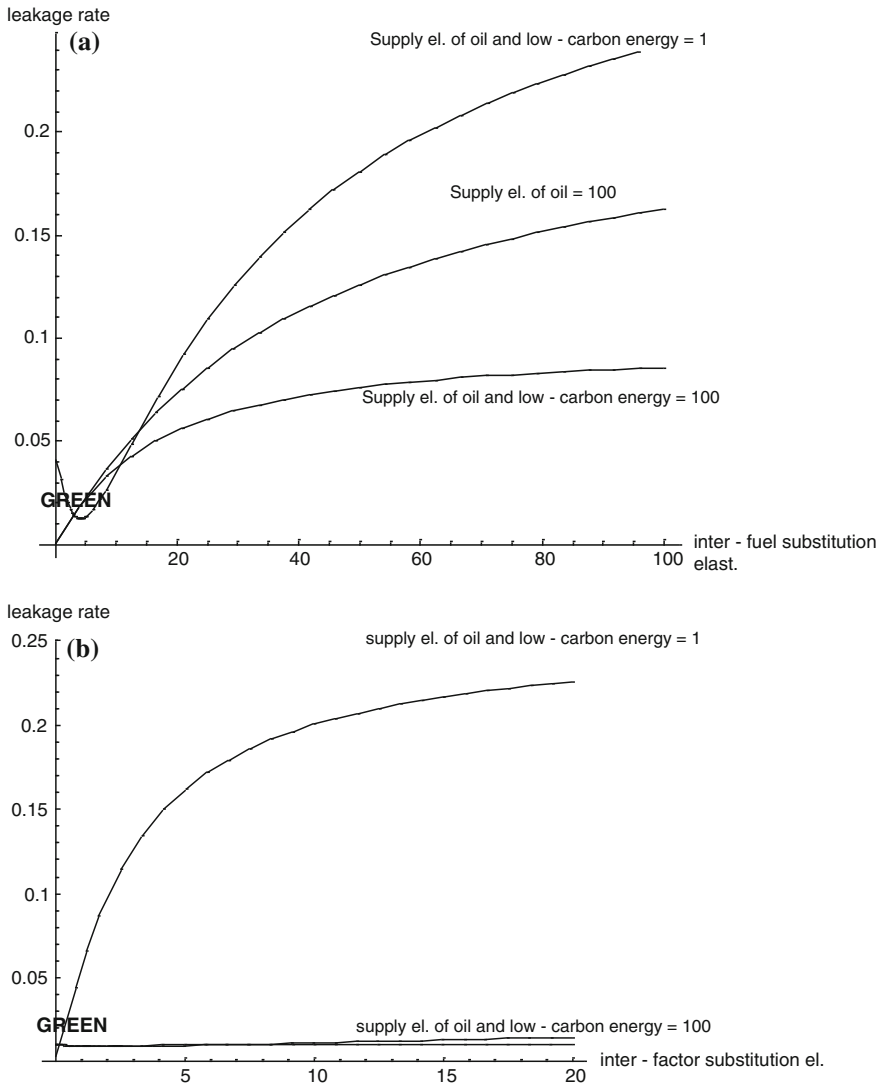 leakage rate
(a)
Supply el. of oil and low - carbon energy = 1
0.2
Supply el. of oil = 100
0.15
0.1
Supply el. of oil and low - carbon energy = 100
0.05
GREEN
20
40
60
80
100
inter - fuel substitution
elast.
leakage rate
0.25
(b)
supply el. of oil and low - carbon energy = 1
0.2
0.15
0.1
0.05
GREEN
supply el. of oil and low - carbon energy = 100
5
10
15
20
inter - factor substitution el.